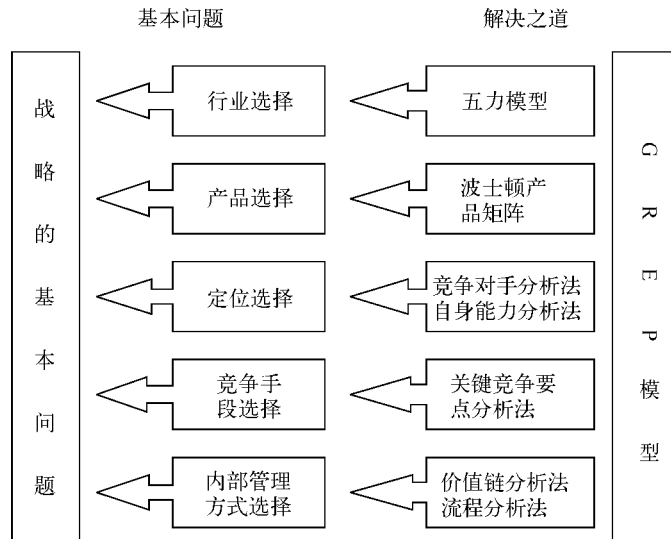 基本问题
解决之道
战略的基本问题
行业选择
五力模型
产品选择
波士顿产
品矩阵
定位选择
竞争对手分析法
自身能力分析法
竞争手
段选择
关键竞争要
点分析法
内部管理
方式选择
价值链分析法
流程分析法
GREP模型